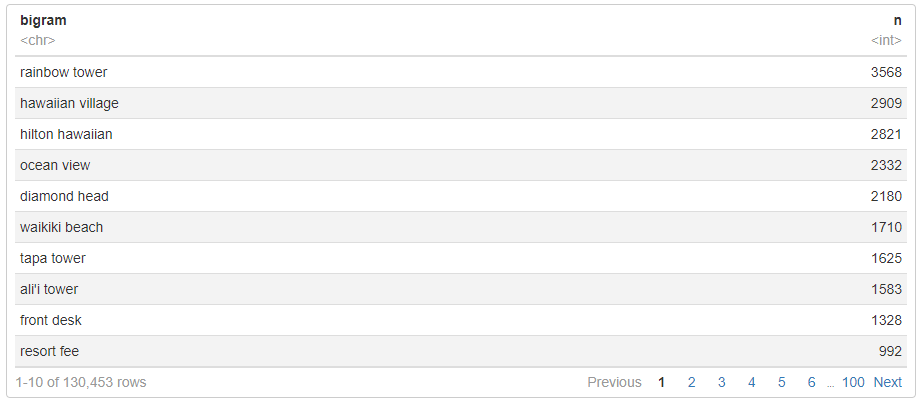 bigram n
<chr> <int>
rainbow tower 3568
hawaiian village 2909
hilton hawaiian 2821
ocean view 2332
diamond head 2180
waikiki beach 1710
tapa tower 1625
ali'i tower 1583
front desk 1328
resort fee 992
1-10 of 130,453 rows Previous 1 2 3 4 5 6 ... 100 Next